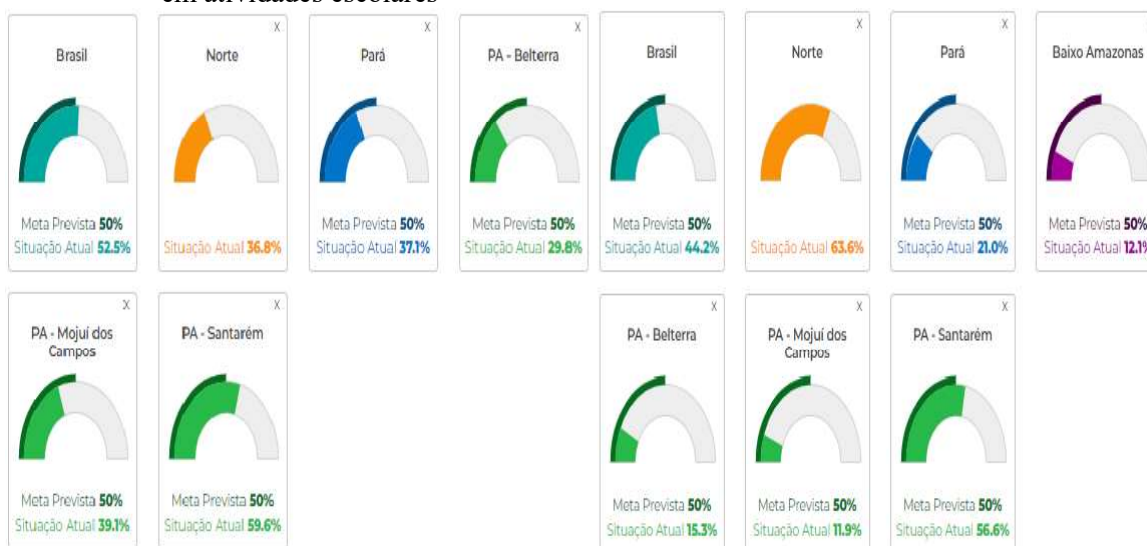 em atividades escolares
X
Brasil
Meta Prevista 50%
Situação Atual 52.5%
X
Norte
Situação Atual 36.8%
X
Pará
Meta Prevista 50%
Situação Atual 37.1%
X
PA - Belterra
Meta Prevista 50%
Situação Atual 29.8%
Brasil
Meta Prevista 50%
Situação Atual 44.2%
X
Norte
Situação Atual 63.6%
X
Pará
Meta Prevista 50%
Situação Atual 21.0%
Baixo Amazonas
Meta Prevista 50%
Situação Atual 12.1%
X
PA - Mojuí dos
Campos
Meta Prevista 50%
Situação Atual 39.1%
X
PA - Santarém
Meta Prevista 50%
Situação Atual 59.6%
X
PA - Belterra
Meta Prevista 50%
Situação Atual 15.3%
X
PA - Mojuí dos
Campos
Meta Prevista 50%
Situação Atual 11.9%
X
PA - Santarém
Meta Prevista 50%
Situação Atual 56.6%